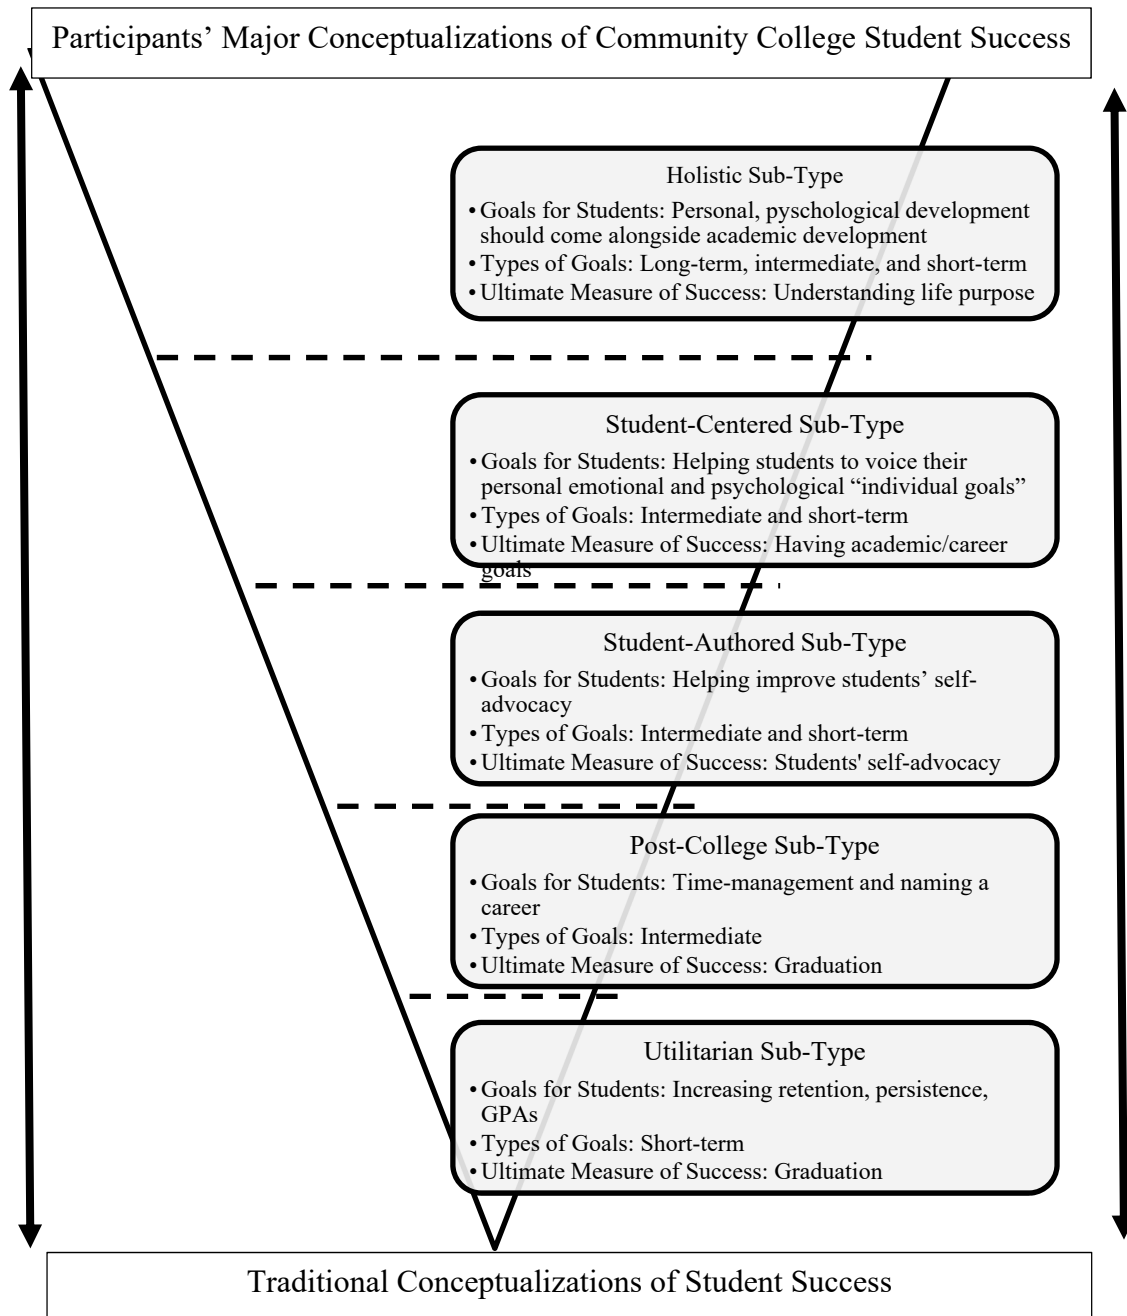 Participants’ Major Conceptualizations of Community College Student Success
Holistic Sub-Type
•Goals for Students: Personal, pyschological development
should come alongside academic development
•Types of Goals: Long-term, intermediate, and short-term
•Ultimate Measure of Success: Understanding life purpose
Student-Centered Sub-Type
•Goals for Students: Helping students to voice their
personal emotional and psychological “individual goals”
•Types of Goals: Intermediate and short-term
•Ultimate Measure of Success: Having academic/career
goals
Student-Authored Sub-Type
•Goals for Students: Helping improve students’ self-
advocacy
•Types of Goals: Intermediate and short-term
•Ultimate Measure of Success: Students' self-advocacy
Post-College Sub-Type
•Goals for Students: Time-management and naming a
career
•Types of Goals: Intermediate
•Ultimate Measure of Success: Graduation
Utilitarian Sub-Type
•Goals for Students: Increasing retention, persistence,
GPAs
•Types of Goals: Short-term
•Ultimate Measure of Success: Graduation
Traditional Conceptualizations of Student Success